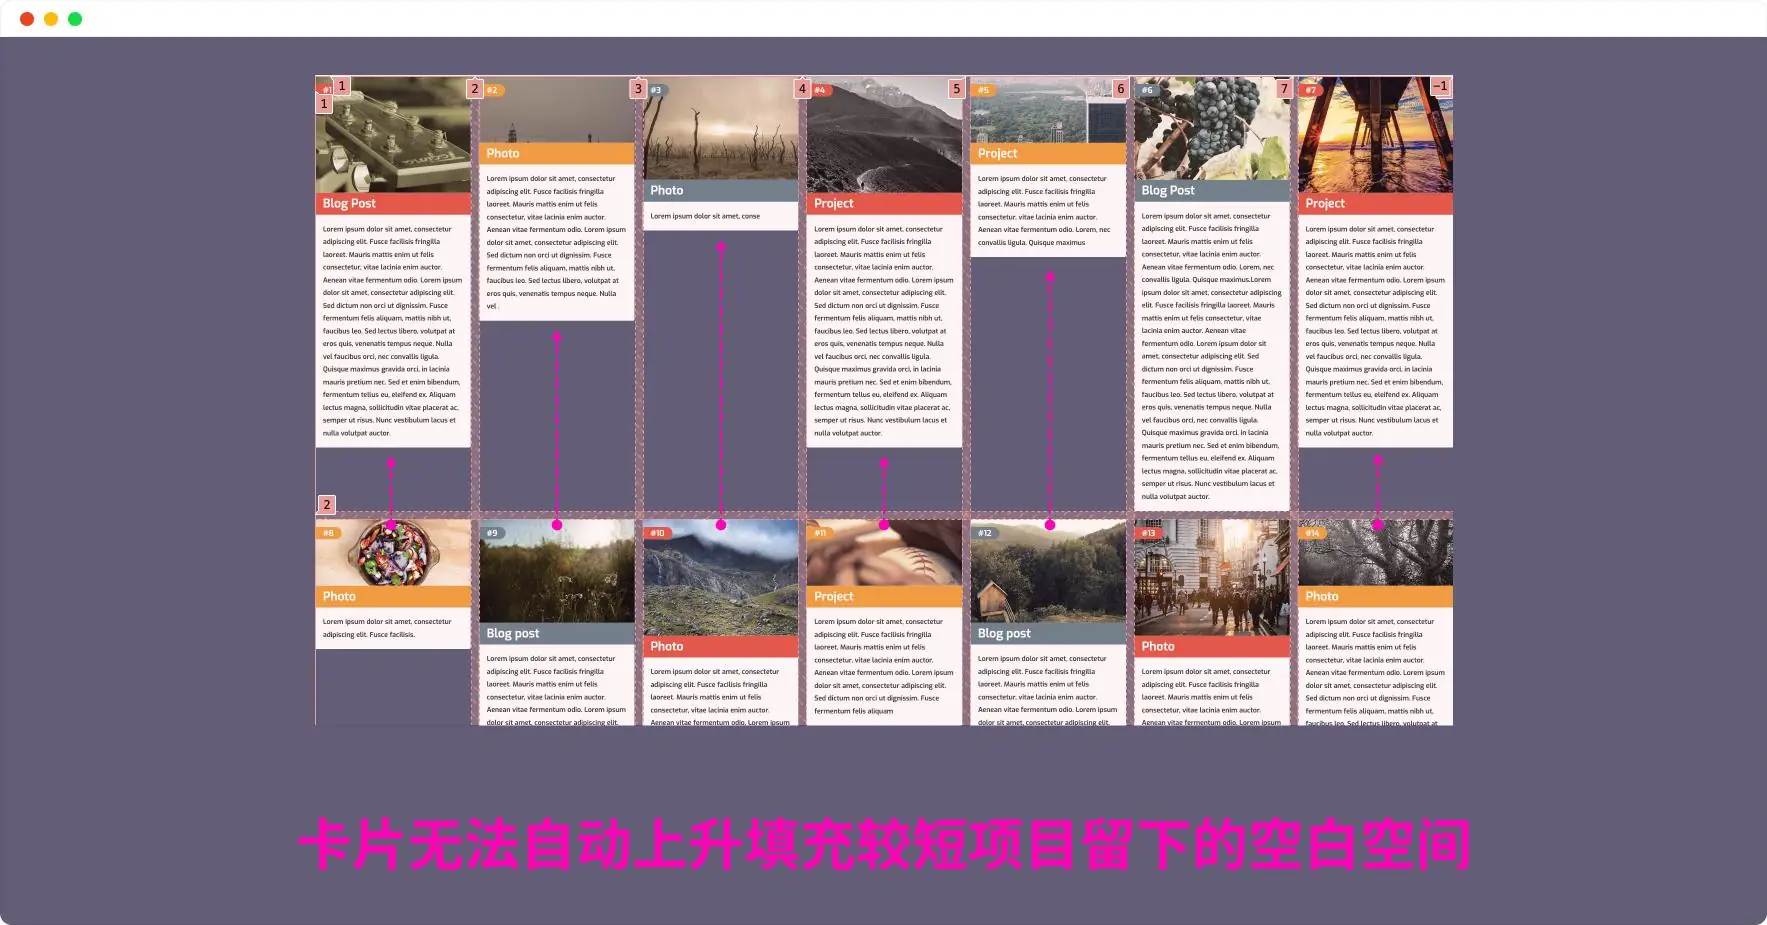 1
1
2
3
4
5
6
7
-1
#1
Blog Post
Lorem ipsum dolor sit amet, consectetur
adipiscing elit. Fusce facilisis fringilla
laoreet. Mauris mattis enim ut felis
consectetur, vitae lacinia enim auctor.
Aenean vitae fermentum odio. Lorem ipsum
dolor sit amet, consectetur adipiscing elit.
Sed dictum non orci ut dignissim. Fusce
fermentum felis aliquam, mattis nibh ut,
faucibus leo. Sed lectus libero, volutpat at
eros quis, venenatis tempus neque. Nulla
vel faucibus orci, nec convallis ligula.
Quisque maximus gravida orci, in lacinia
mauris pretium nec. Sed et enim bibendum,
fermentum tellus eu, eleifend ex. Aliquam
lectus magna, sollicitudin vitae placerat ac,
semper ut risus. Nunc vestibulum lacus et
nulla volutpat auctor.
#2
Photo
Lorem ipsum dolor sit amet, consectetur
adipiscing elit. Fusce facilisis fringilla
laoreet. Mauris mattis enim ut felis
consectetur, vitae lacinia enim auctor.
Aenean vitae fermentum odio. Lorem ipsum
dolor sit amet, consectetur adipiscing elit.
Sed dictum non orci ut dignissim. Fusce
fermentum felis aliquam, mattis nibh ut,
faucibus leo. Sed lectus libero, volutpat at
eros quis, venenatis tempus neque. Nulla
vel .
#3
Photo
Lorem ipsum dolor sit amet, conse
#4
Project
Lorem ipsum dolor sit amet, consectetur
adipiscing elit. Fusce facilisis fringilla
laoreet. Mauris mattis enim ut felis
consectetur, vitae lacinia enim auctor.
Aenean vitae fermentum odio. Lorem ipsum
dolor sit amet, consectetur adipiscing elit.
Sed dictum non orci ut dignissim. Fusce
fermentum felis aliquam, mattis nibh ut,
faucibus leo. Sed lectus libero, volutpat at
eros quis, venenatis tempus neque. Nulla
vel faucibus orci, nec convallis ligula.
Quisque maximus gravida orci, in lacinia
mauris pretium nec. Sed et enim bibendum,
fermentum tellus eu, eleifend ex. Aliquam
lectus magna, sollicitudin vitae placerat ac,
semper ut risus. Nunc vestibulum lacus et
nulla volutpat auctor.
#5
Project
Lorem ipsum dolor sit amet, consectetur
adipiscing elit. Fusce facilisis fringilla
laoreet. Mauris mattis enim ut felis
consectetur, vitae lacinia enim auctor.
Aenean vitae fermentum odio. Lorem, nec
convallis ligula. Quisque maximus
#6
Blog Post
Lorem ipsum dolor sit amet, consectetur
adipiscing elit. Fusce facilisis fringilla
laoreet. Mauris mattis enim ut felis
consectetur, vitae lacinia enim auctor.
Aenean vitae fermentum odio. Lorem, nec
convallis ligula. Quisque maximus.Lorem
ipsum dolor sit amet, consectetur adipiscing
elit. Fusce facilisis fringilla laoreet. Mauris
mattis enim ut felis consectetur, vitae
lacinia enim auctor. Aenean vitae
fermentum odio. Lorem ipsum dolor sit
amet, consectetur adipiscing elit. Sed
dictum non orci ut dignissim. Fusce
fermentum felis aliquam, mattis nibh ut,
faucibus leo. Sed lectus libero, volutpat at
eros quis, venenatis tempus neque. Nulla
vel faucibus orci, nec convallis ligula.
Quisque maximus gravida orci, in lacinia
mauris pretium nec. Sed et enim bibendum,
fermentum tellus eu, eleifend ex. Aliquam
lectus magna, sollicitudin vitae placerat ac,
semper ut risus. Nunc vestibulum lacus et
nulla volutpat auctor.
#7
Project
Lorem ipsum dolor sit amet, consectetur
adipiscing elit. Fusce facilisis fringilla
laoreet. Mauris mattis enim ut felis
consectetur, vitae lacinia enim auctor.
Aenean vitae fermentum odio. Lorem ipsum
dolor sit amet, consectetur adipiscing elit.
Sed dictum non orci ut dignissim. Fusce
fermentum felis aliquam, mattis nibh ut,
faucibus leo. Sed lectus libero, volutpat at
eros quis, venenatis tempus neque. Nulla
vel faucibus orci, nec convallis ligula.
Quisque maximus gravida orci, in lacinia
mauris pretium nec. Sed et enim bibendum,
fermentum tellus eu, eleifend ex. Aliquam
lectus magna, sollicitudin vitae placerat ac,
semper ut risus. Nunc vestibulum lacus et
nulla volutpat auctor.
2
#8
Photo
Lorem ipsum dolor sit amet, consectetur
adipiscing elit. Fusce facilisis.
#9
Blog post
Lorem ipsum dolor sit amet, consectetur
adipiscing elit. Fusce facilisis fringilla
laoreet. Mauris mattis enim ut felis
consectetur, vitae lacinia enim auctor.
Aenean vitae fermentum odio. Lorem ipsum
dolor sit amet, consectetur adipiscing elit.
#10
Photo
Lorem ipsum dolor sit amet, consectetur
adipiscing elit. Fusce facilisis fringilla
laoreet. Mauris mattis enim ut felis
consectetur, vitae lacinia enim auctor.
Aenean vitae fermentum odio. Lorem ipsum
#11
Project
Lorem ipsum dolor sit amet, consectetur
adipiscing elit. Fusce facilisis fringilla
laoreet. Mauris mattis enim ut felis
consectetur, vitae lacinia enim auctor.
Aenean vitae fermentum odio. Lorem ipsum
dolor sit amet, consectetur adipiscing elit.
Sed dictum non orci ut dignissim. Fusce
fermentum felis aliquam
#12
Blog post
Lorem ipsum dolor sit amet, consectetur
adipiscing elit. Fusce facilisis fringilla
laoreet. Mauris mattis enim ut felis
consectetur, vitae lacinia enim auctor.
Aenean vitae fermentum odio. Lorem ipsum
dolor sit amet, consectetur adipiscing elit.
#13
Photo
Lorem ipsum dolor sit amet, consectetur
adipiscing elit. Fusce facilisis fringilla
laoreet. Mauris mattis enim ut felis
consectetur, vitae lacinia enim auctor.
Aenean vitae fermentum odio. Lorem ipsum
#14
Photo
Lorem ipsum dolor sit amet, consectetur
adipiscing elit. Fusce facilisis fringilla
laoreet. Mauris mattis enim ut felis
consectetur, vitae lacinia enim auctor.
Aenean vitae fermentum odio. Lorem ipsum
dolor sit amet, consectetur adipiscing elit.
Sed dictum non orci ut dignissim. Fusce
fermentum felis aliquam, mattis nibh ut,
faucibus leo. Sed lectus libero, volutpat at
卡片无法自动上升填充较短项目留下的空白空间